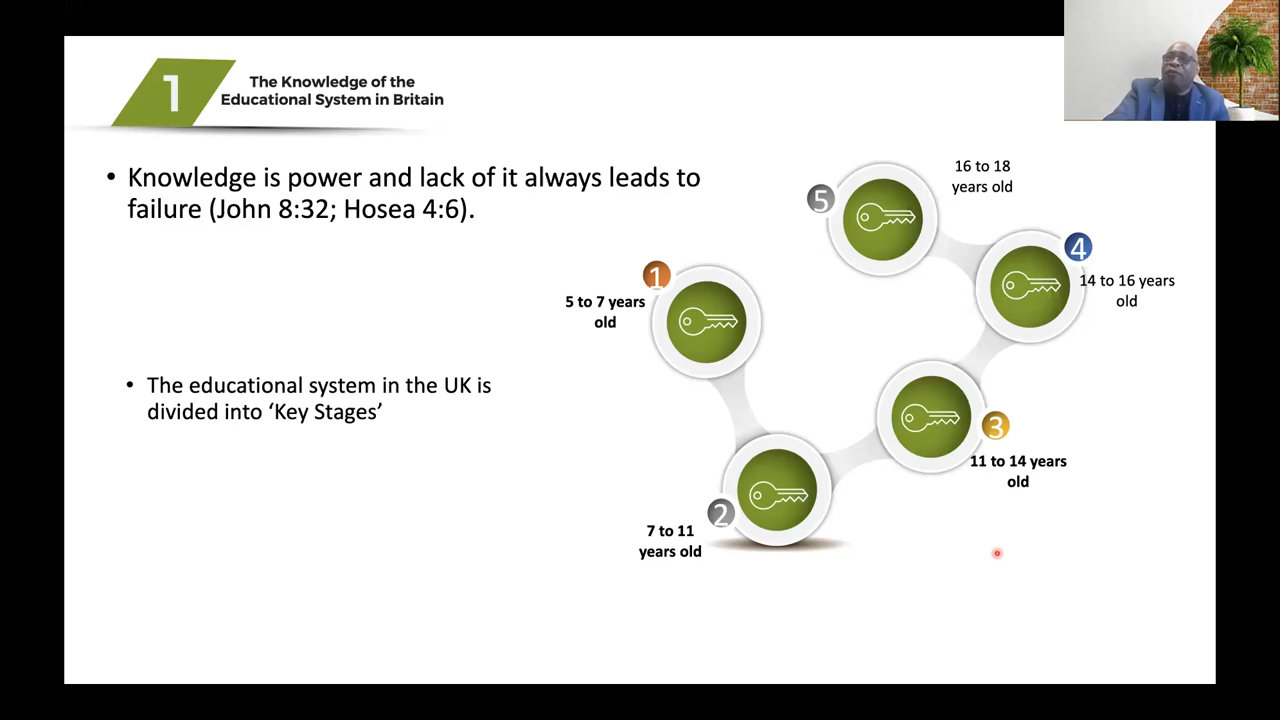 1
The Knowledge of the
Educational System in Britain
• Knowledge is power and lack of it always leads to
failure (John 8:32; Hosea 4:6).
• The educational system in the UK is
divided into ‘Key Stages’
1
5 to 7 years
old
2
7 to 11
years old
3
11 to 14 years
old
4
14 to 16 years
old
5
16 to 18
years old